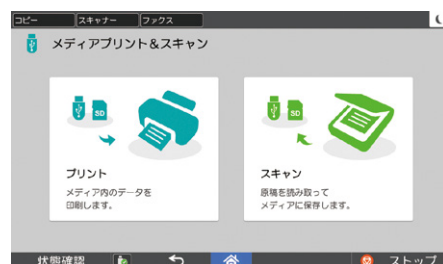 コピー
スキャナー
ファクス
メディアプリント&スキャン
SD
SD
プリント
メディア内のデータを
印刷します。
スキャン
原稿を読み取って
メディアに保存します。
状態確認
ストップ